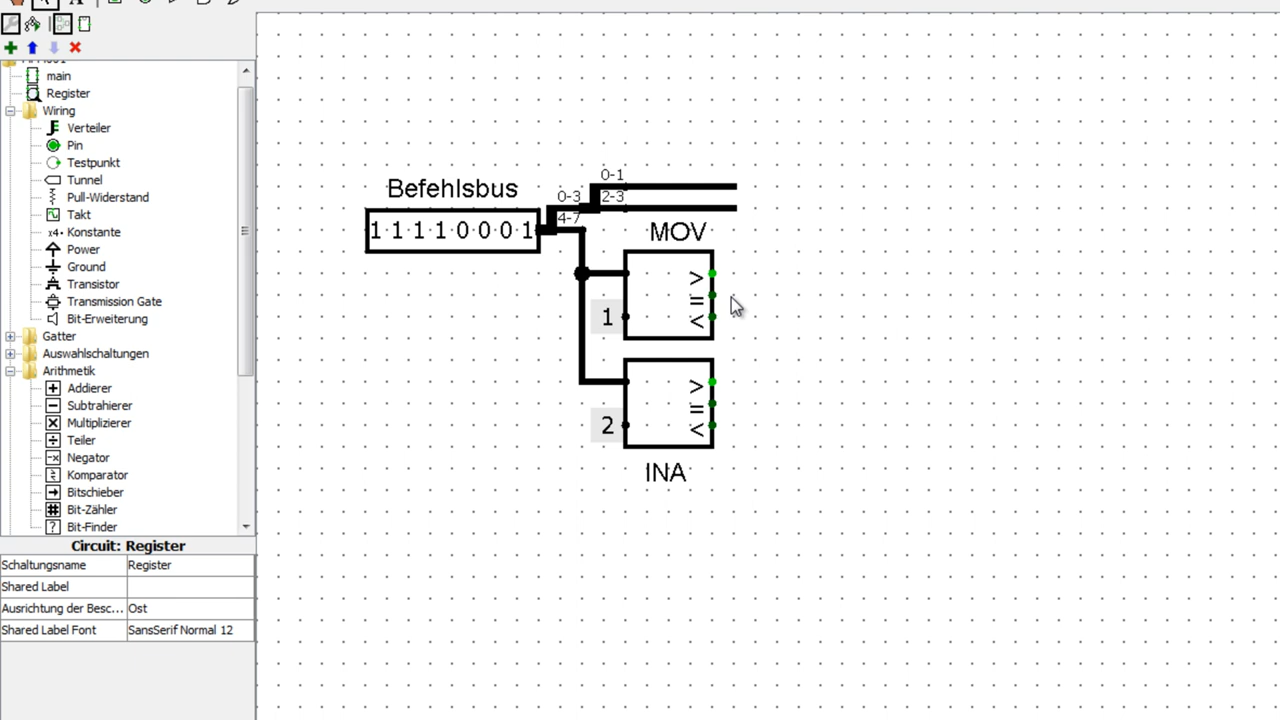 main
Register
Wiring
Verteiler
Pin
Testpunkt
Tunnel
Pull-Widerstand
Takt
x4- Konstante
Power
Ground
Transistor
Transmission Gate
Bit-Erweiterung
Gatter
Auswahlschaltungen
Arithmetik
Addierer
Subtrahierer
Multiplizierer
Teiler
Negator
Komparator
Bitschieber
Bit-Zähler
Bit-Finder
Circuit: Register
Schaltungsname Register
Shared Label
Ausrichtung der Besc... Ost
Shared Label Font SansSerif Normal 12
Befehlsbus
1 1 1 1 0 0 0 1
0-3
4-7
0-1
2-3
MOV
>
=
<
1
>
=
<
2
INA